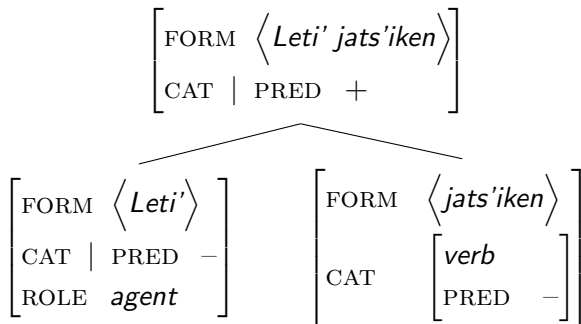 FORM ⟨Leti’ jats’iken⟩
CAT | PRED +
FORM ⟨Leti’⟩
CAT | PRED –
ROLE agent
FORM ⟨jats’iken⟩
CAT verb
PRED –